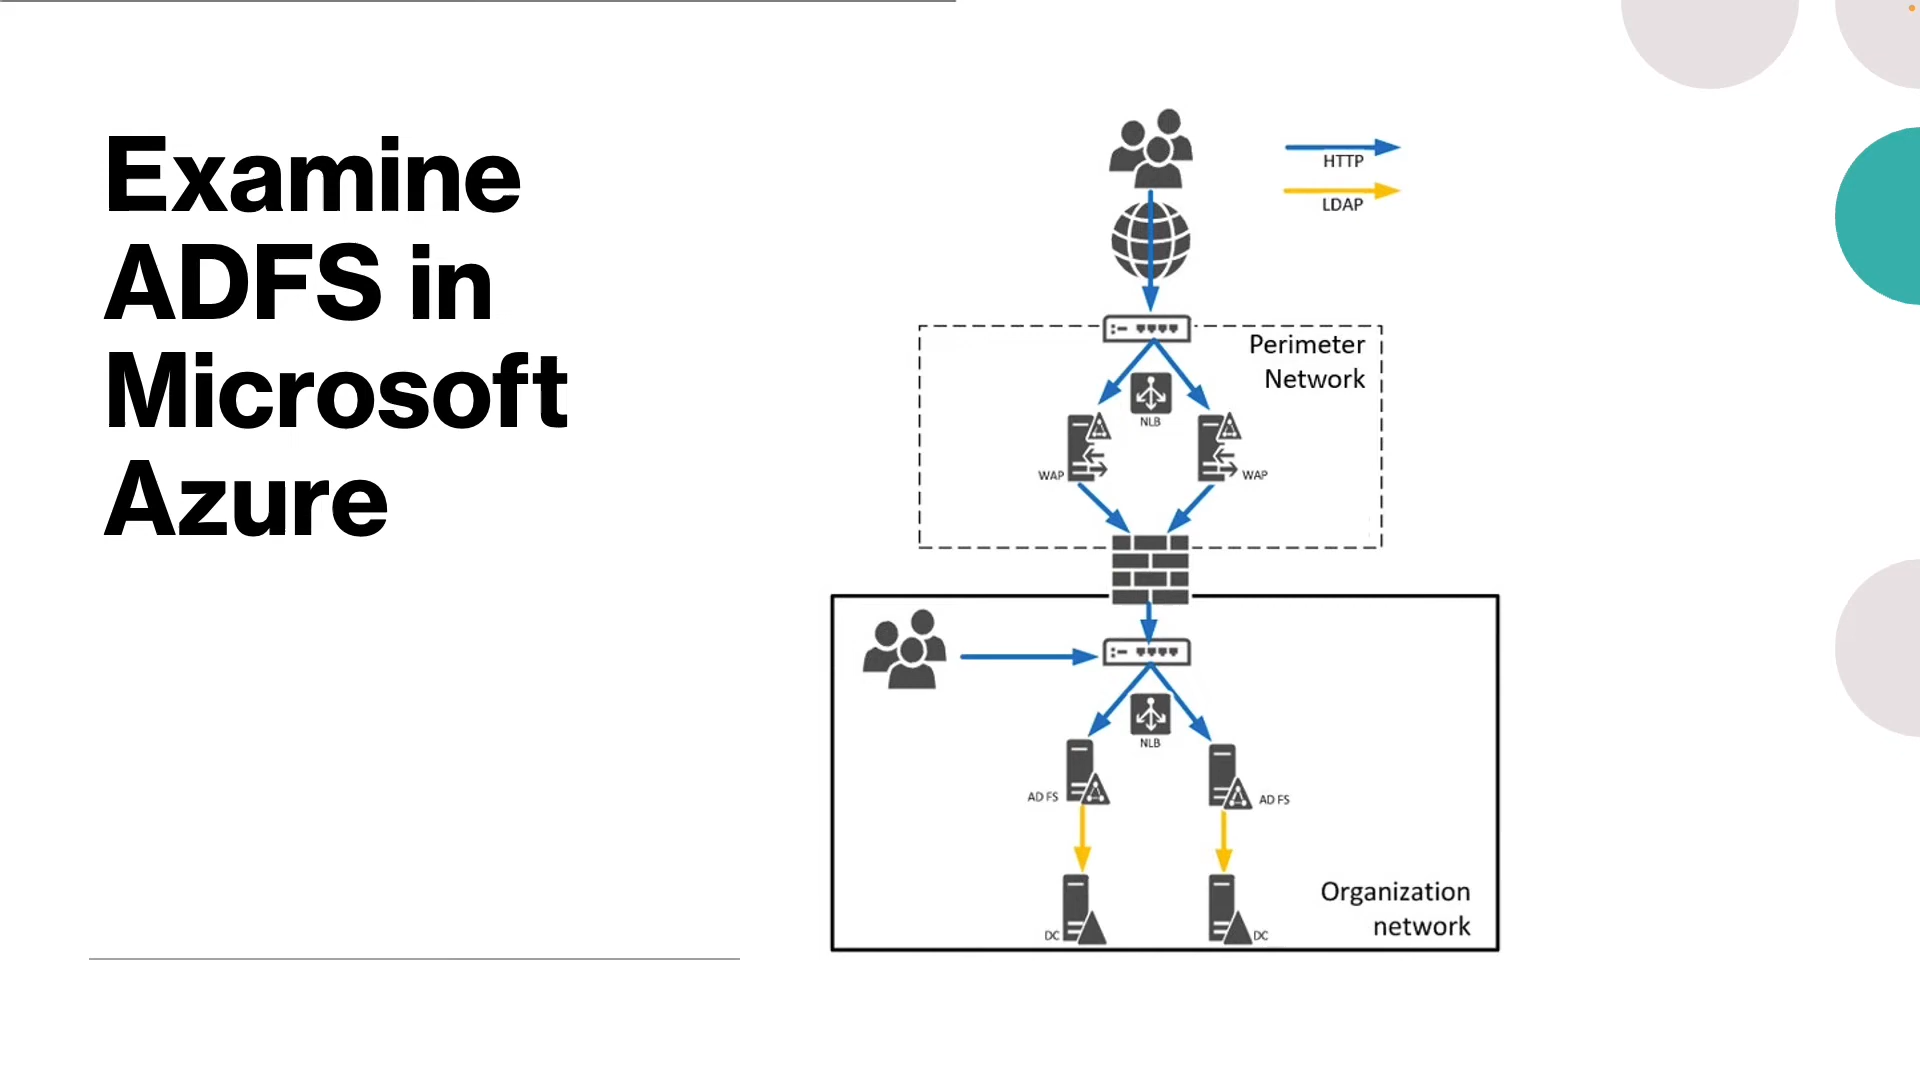 Examine
ADFS in
Microsoft
Azure
HTTP
LDAP
Perimeter
Network
NLB
WAP
WAP
NLB
AD FS
AD FS
Organization
network
DC
DC